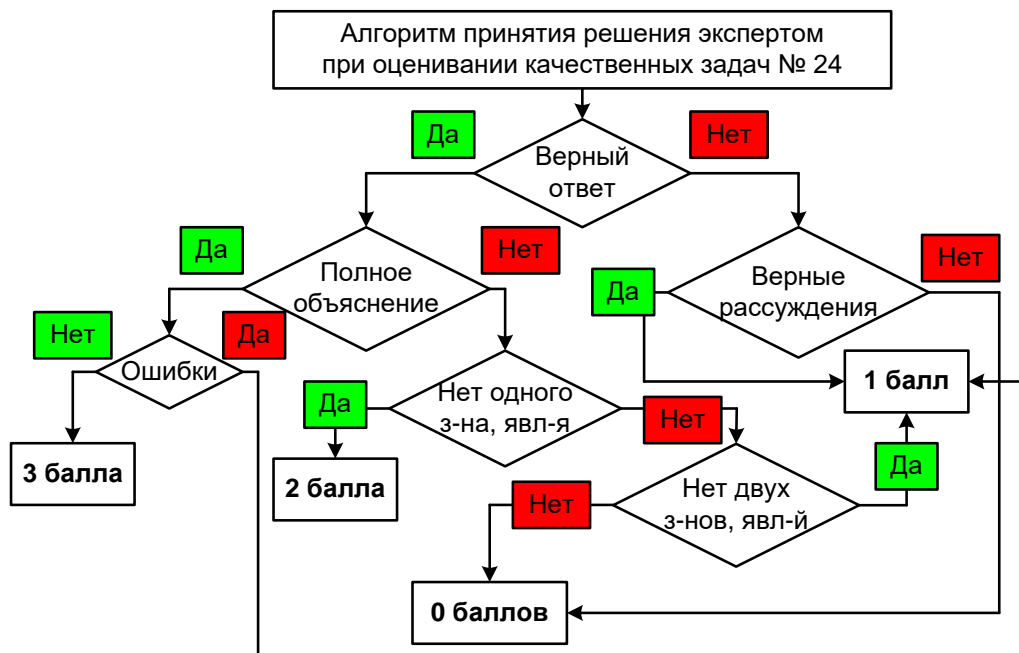 Алгоритм принятия решения экспертом
при оценивании качественных задач № 24
Да
Нет
Верный
ответ
Да
Нет
Полное
объяснение
Да
Нет
Верные
рассуждения
Нет
Да
Ошибки
1 балл
Да
Нет одного
з-на, явл-я
Нет
3 балла
2 балла
Да
Нет
Нет двух
з-нов, явл-й
0 баллов